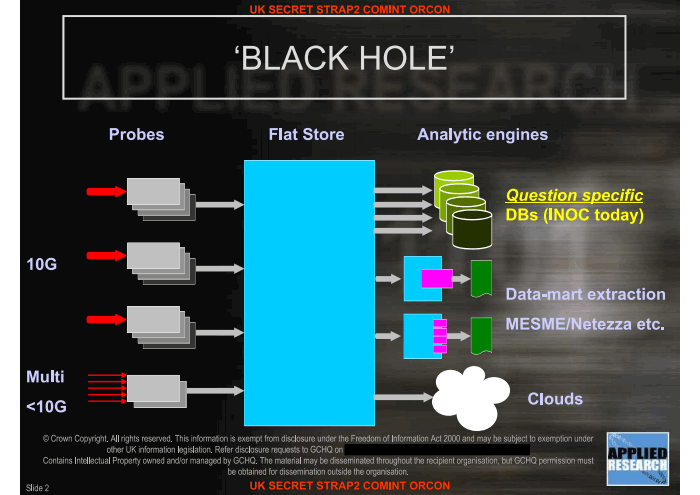 UK SECRET STRAP2 COMINT ORCON
'BLACK HOLE'
APPLIED RESEARCH
Probes
Flat Store
Analytic engines
Question specific
DBs (INOC today)
10G
Data-mart extraction
MESME/Netezza etc.
Multi
<10G
Clouds
© Crown Copyright. All rights reserved. This information is exempt from disclosure under the Freedom of Information Act 2000 and may be subject to exemption under
other UK information legislation. Refer disclosure requests to GCHQ on
Contains Intellectual Property owned and/or managed by GCHQ. The material may be disseminated throughout the recipient organisation, but GCHQ permission must
be obtained for dissemination outside the organisation.
APPLIED
RESEARCH
Slide 2
UK SECRET STRAP2 COMINT ORCON